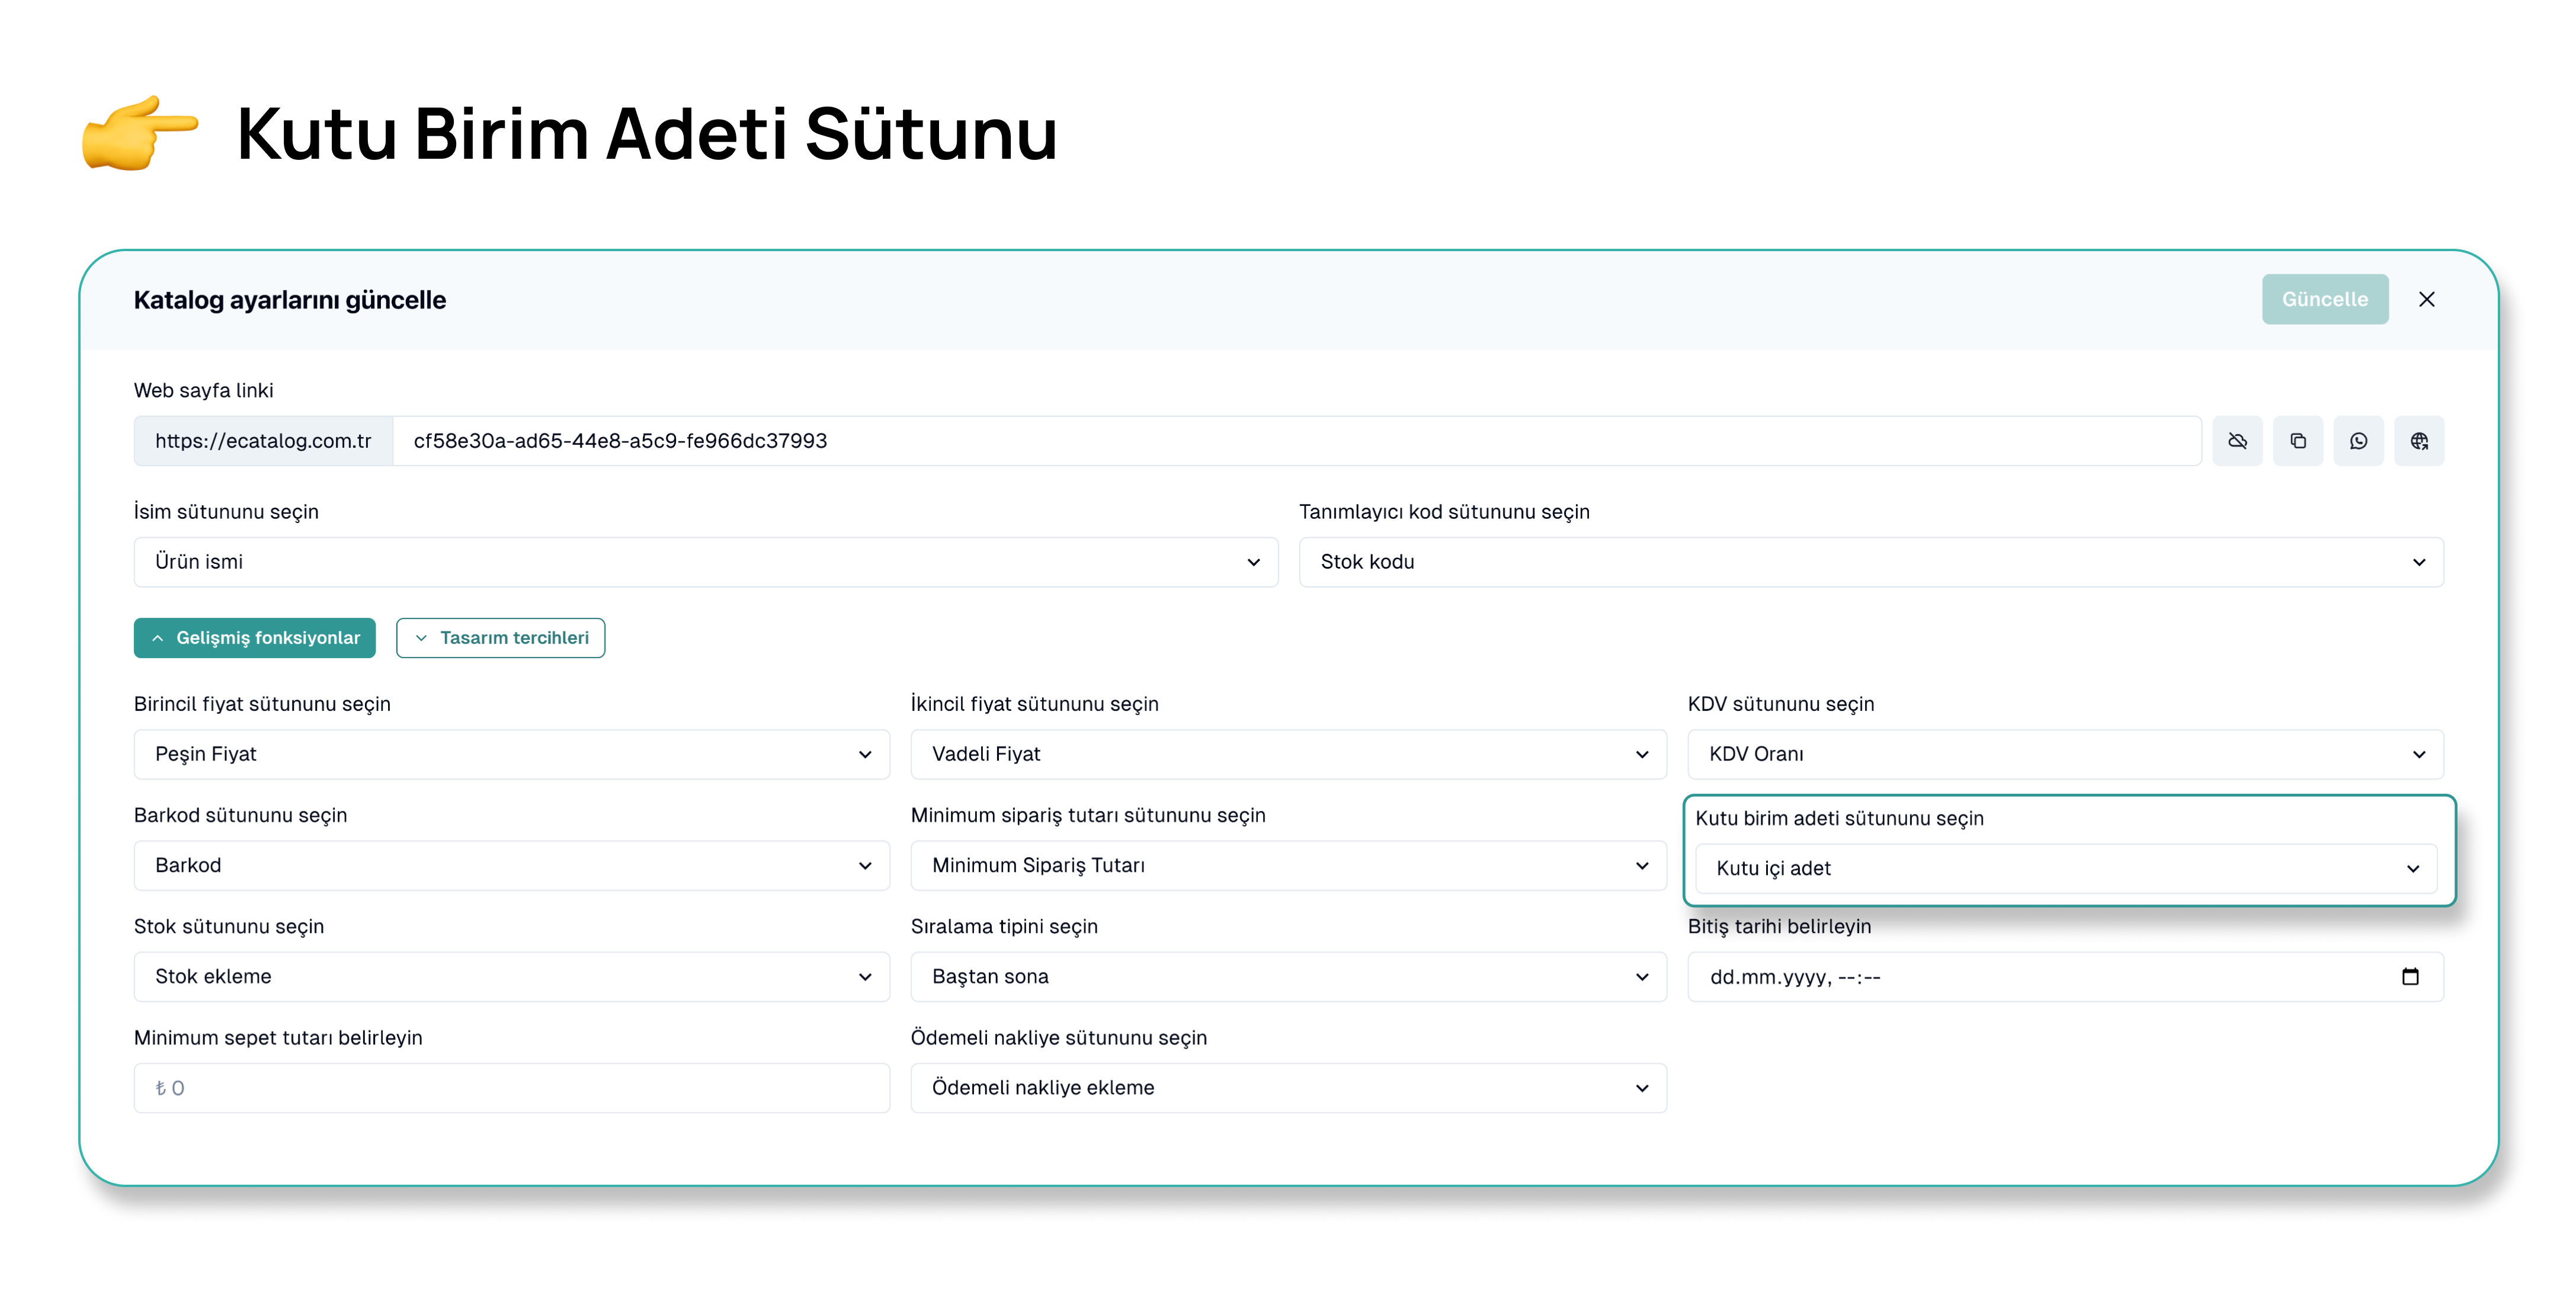 Kutu Birim Adeti Sütunu
Katalog ayarlarını güncelle
Güncelle
Web sayfa linki
https://ecatalog.com.tr
cf58e30a-ad65-44e8-a5c9-fe966dc37993
İsim sütununu seçin
Tanımlayıcı kod sütununu seçin
Ürün ismi
Stok kodu
Gelişmiş fonksiyonlar
Tasarım tercihleri
Birincil fiyat sütununu seçin
İkincil fiyat sütununu seçin
KDV sütununu seçin
Peşin Fiyat
Vadeli Fiyat
KDV Oranı
Barkod sütununu seçin
Minimum sipariş tutarı sütununu seçin
Kutu birim adeti sütununu seçin
Barkod
Minimum Sipariş Tutarı
Kutu içi adet
Stok sütununu seçin
Sıralama tipini seçin
Bitiş tarihi belirleyin
Stok ekleme
Baştan sona
dd.mm.yyyy, --:--
Minimum sepet tutarı belirleyin
Ödemeli nakliye sütununu seçin
₺ 0
Ödemeli nakliye ekleme